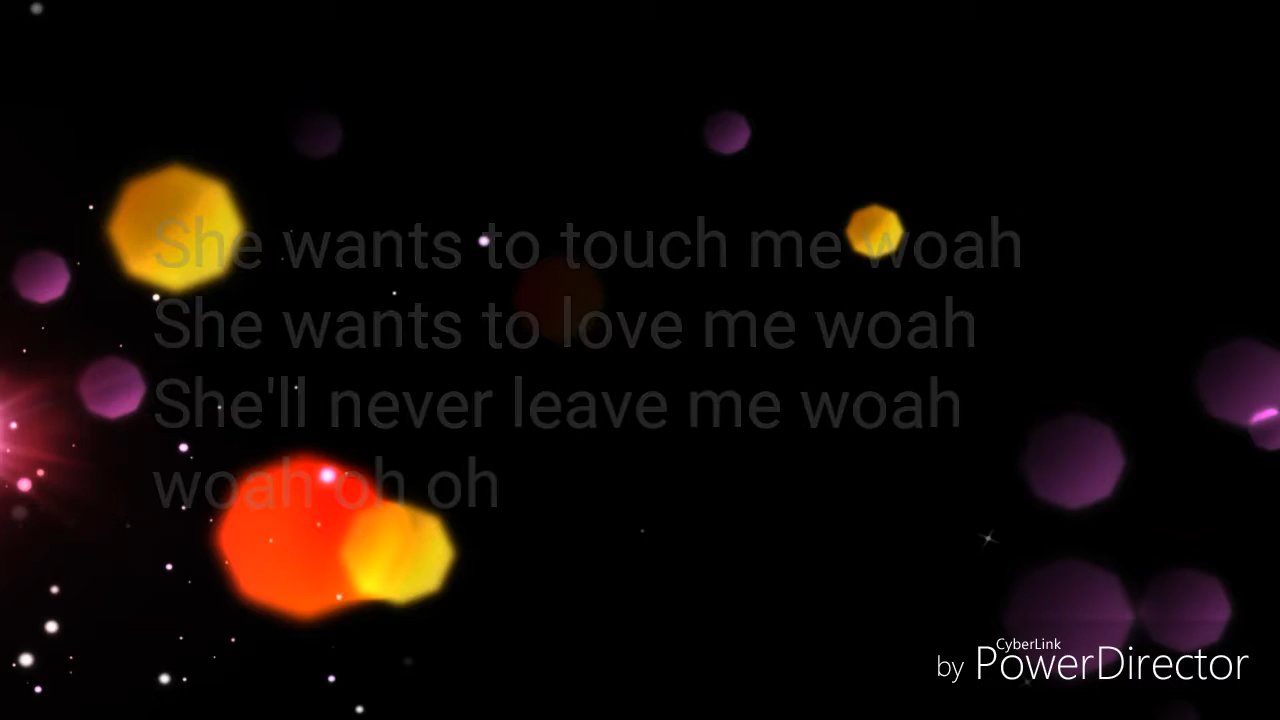 She wants to touch me woah
She wants to love me woah
She'll never leave me woah
woah oh oh
CyberLink
by PowerDirector